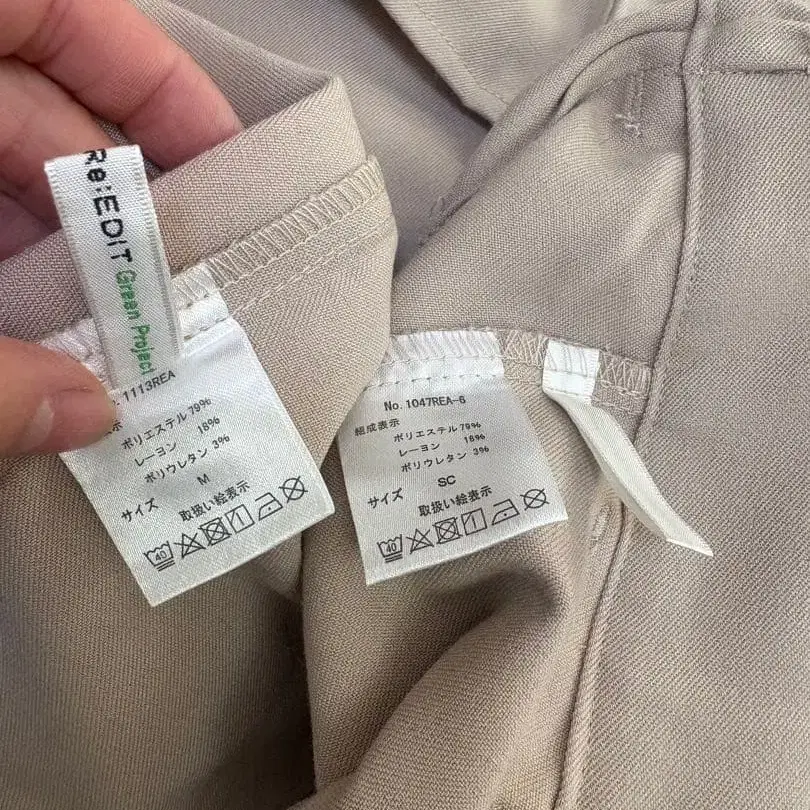 Re:EDIT
Green Project
.1113REA
表示
ポリエステル 79%
レーヨン 18%
ポリウレタン 3%
サイズ M
取扱い絵表示
40
No. 1047REA-6
組成表示
ポリエステル 79%
レーヨン 18%
ポリウレタン 3%
サイズ SC
取扱い絵表示
40